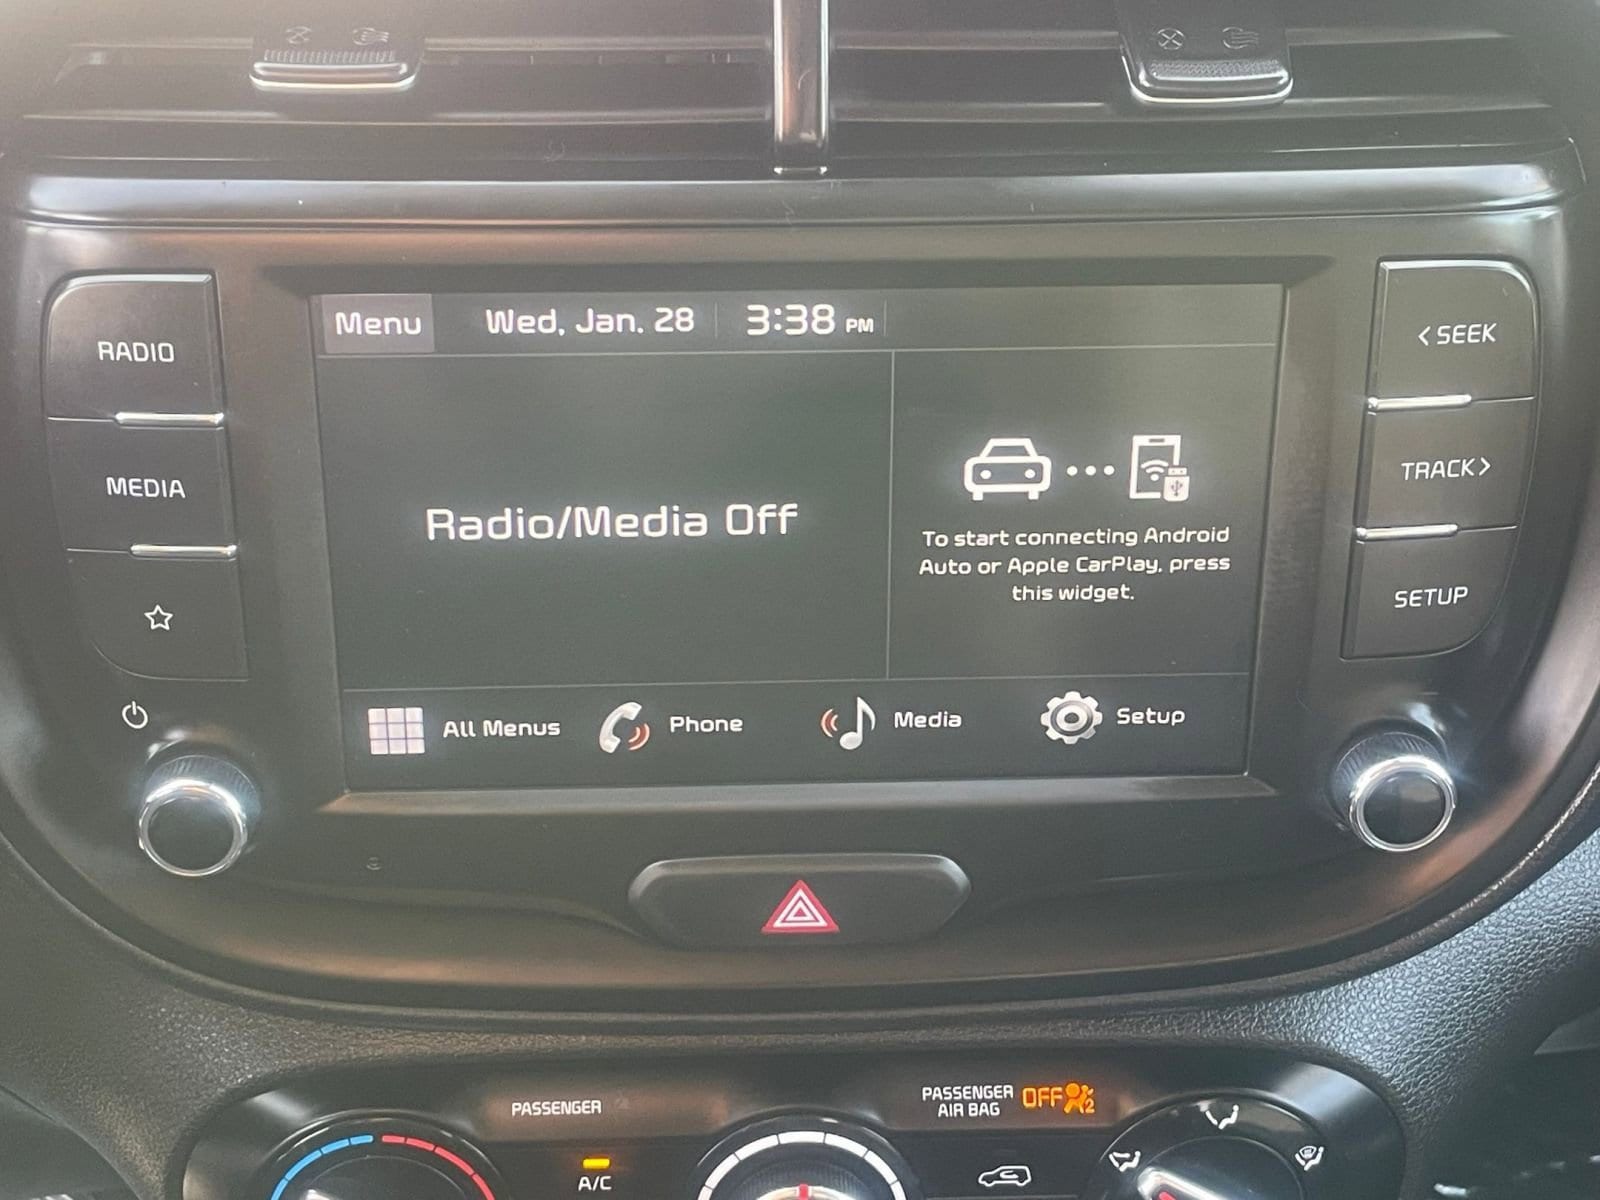 RADIO
MEDIA
Menu
Wed, Jan. 28
3:38 PM
Radio/Media Off
To start connecting Android
Auto or Apple CarPlay, press
this widget.
All Menus
Phone
Media
Setup
< SEEK
TRACK >
SETUP
PASSENGER
PASSENGER
AIR BAG
OFF
2
A/C